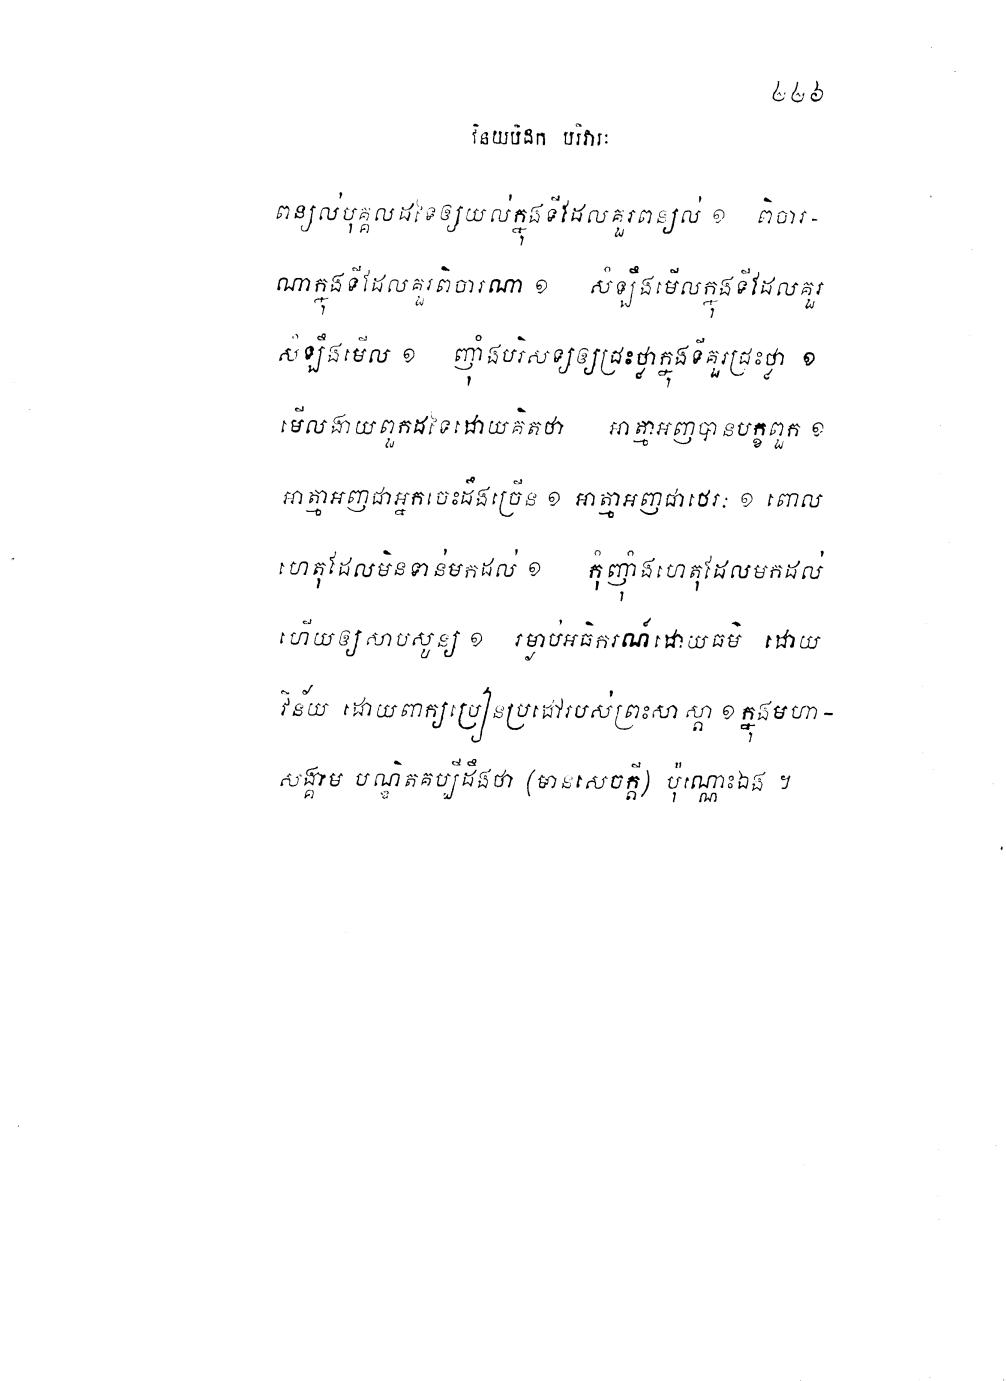 ៤៤៦
វិនយបិដក បរិវារៈ
ពន្យល់បុគ្គលដទៃឲ្យយល់ក្នុងទីដែលគួរពន្យល់ ១ ពិចារ-
ណាក្នុងទីដែលគួរពិចារណា ១ សំឡឹងមើលក្នុងទីដែលគួរ
សំឡឹងមើល ១ ញុំាងបរិសទ្យឲ្យជ្រះថ្លាក្នុងទីគួរជ្រះថ្លា ១
មើលងាយពួកដទៃដោយគិតថា អាត្មាអញបានបក្ខពួក ១
អាត្មាអញជាអ្នកចេះដឹងច្រើន ១ អាត្មាអញជាថេរៈ ១ ពោល
ហេតុដែលមិនទាន់មកដល់ ១ កុំញុំាងហេតុដែលមកដល់
ហើយឲ្យសាបសូន្យ ១ រម្ងាប់អធិករណ៍ដោយធម៌ ដោយ
វិន័យ ដោយពាក្យប្រៀនប្រដៅរបស់ព្រះសាស្តា ១ ក្នុងមហា-
សង្គ្រាម បណ្ឌិតគប្បីដឹងថា (មានសេចក្តី) ប៉ុណ្ណោះឯង ។